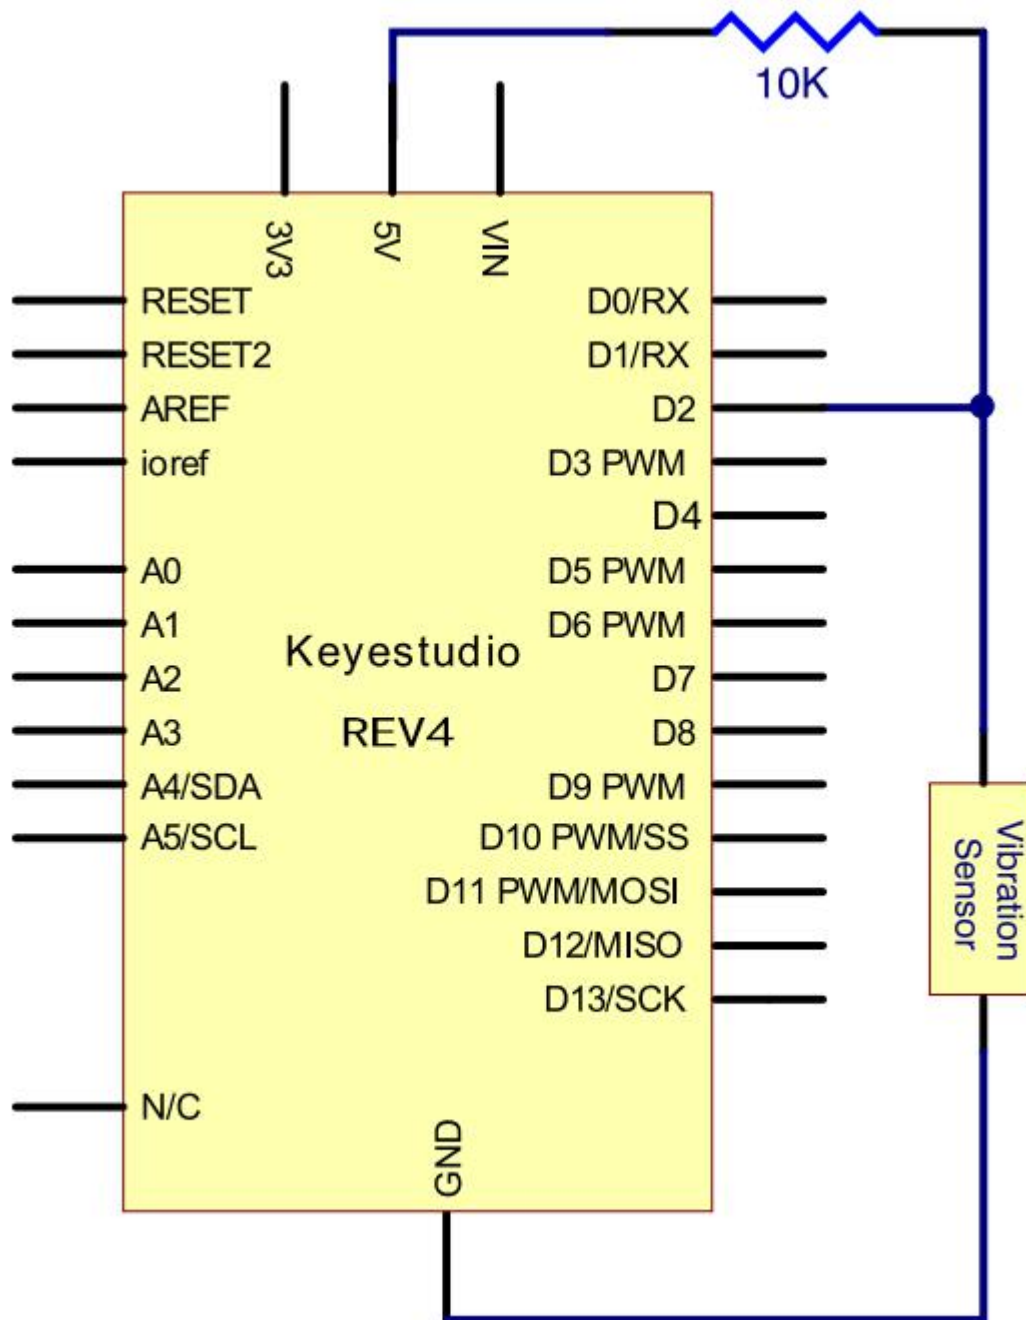 10K
3V3
5V
VIN
RESET
RESET2
AREF
ioref
A0
A1
A2
A3
A4/SDA
A5/SCL
N/C
Keyestudio
REV4
D0/RX
D1/RX
D2
D3 PWM
D4
D5 PWM
D6 PWM
D7
D8
D9 PWM
D10 PWM/SS
D11 PWM/MOSI
D12/MISO
D13/SCK
GND
Vibration
Sensor